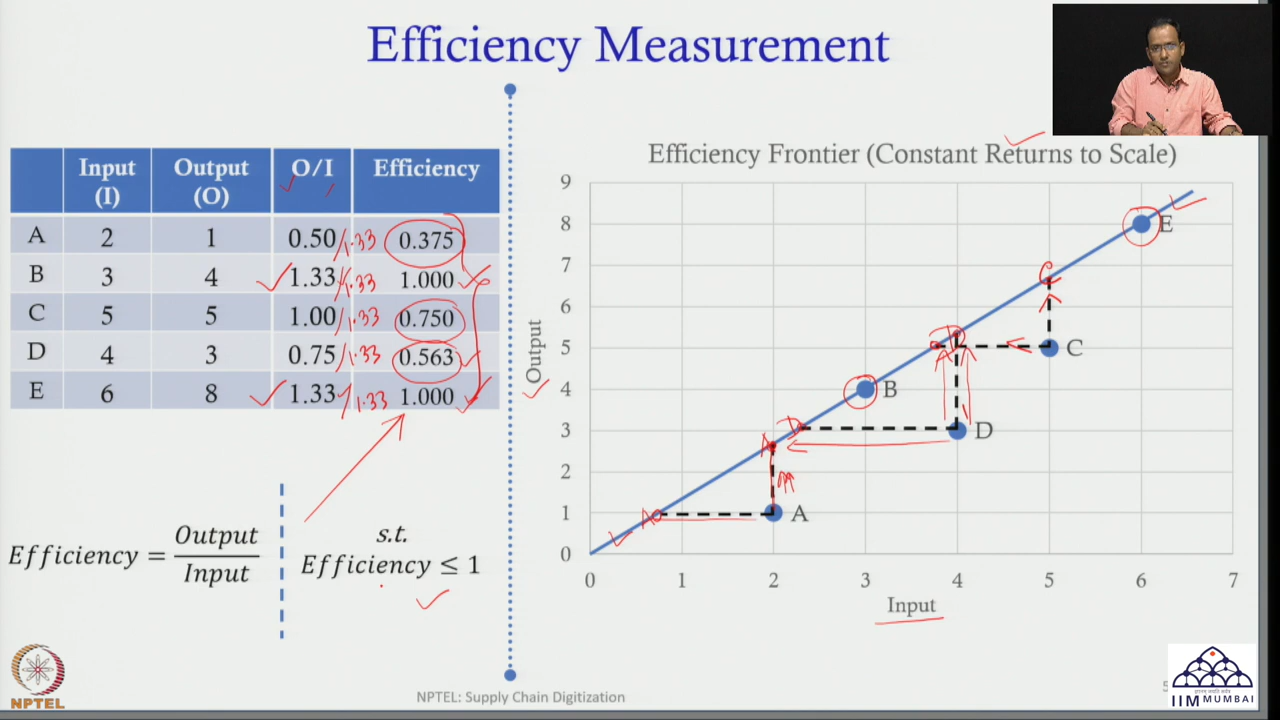 Efficiency Measurement
Input (I) Output (O) O/I Efficiency
A 2 1 0.50 /1.33 0.375
B 3 4 1.33 /1.33 1.000
C 5 5 1.00 /1.33 0.750
D 4 3 0.75 /1.33 0.563
E 6 8 1.33 /1.33 1.000
Efficiency = Output / Input
s.t.
Efficiency ≤ 1
Efficiency Frontier (Constant Returns to Scale)
Output
9
8
7
6
5
4
3
2
1
0
E
C
C
D
B
D
D
A
A
A
0 1 2 3 4 5 6 7
Input
NPTEL
NPTEL: Supply Chain Digitization
IIM MUMBAI